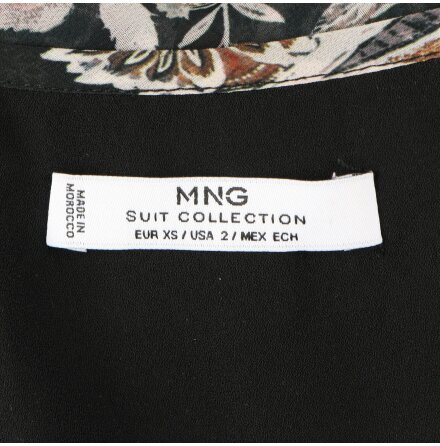 MADE IN
MOROCCO
MNG
SUIT COLLECTION
EUR XS / USA 2 / MEX ECH